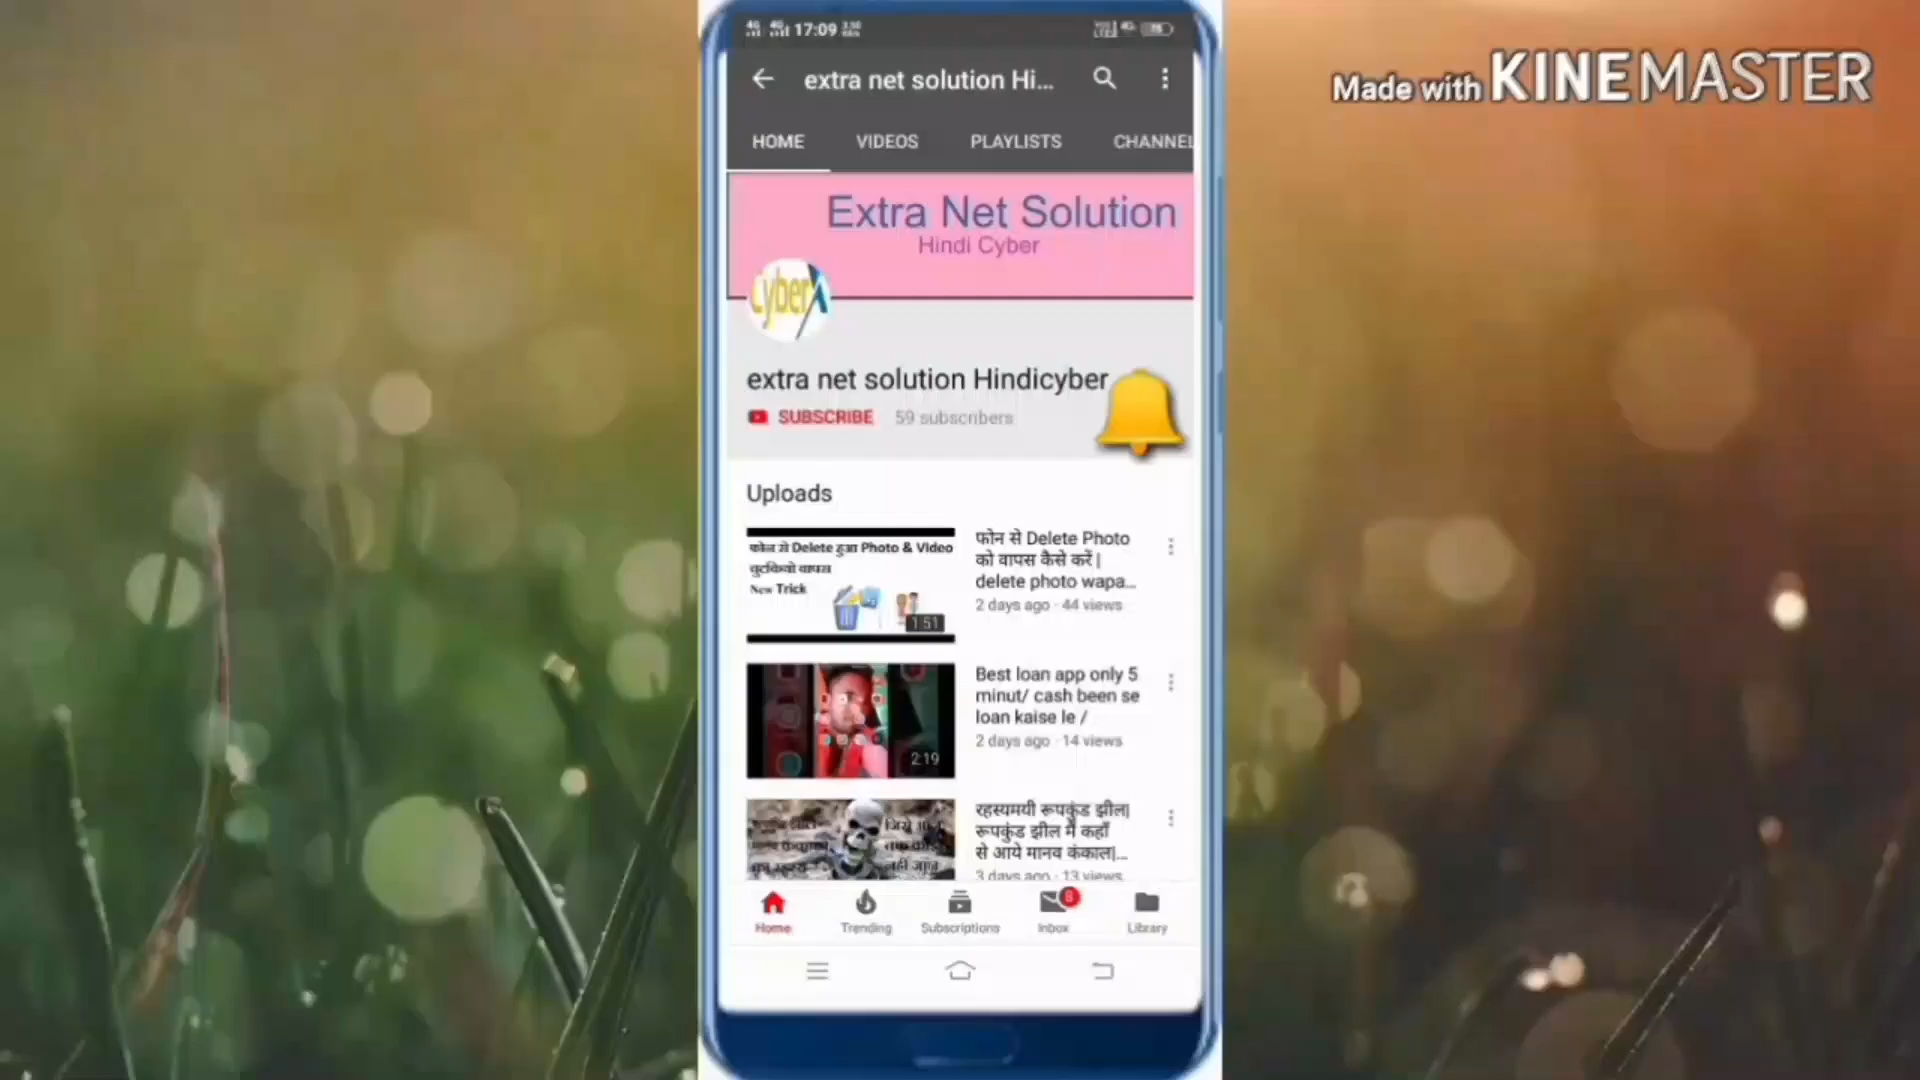 17:09
Made with KINEMASTER
extra net solution Hi...
HOME VIDEOS PLAYLISTS CHANNEL
Extra Net Solution
Hindi Cyber
cyber
extra net solution Hindicyber
SUBSCRIBE 59 subscribers
Uploads
फोन से Delete हुआ Photo & Video
चुटकियो वापस
New Trick
1:51
फोन से Delete Photo
को वापस कैसे करें |
delete photo wapa...
2 days ago · 44 views
2:19
Best loan app only 5
minut/ cash been se
loan kaise le /
2 days ago · 14 views
रहस्यमयी रूपकुंड झील|
रूपकुंड झील मैं कहाँ
से आये मानव कंकाल|...
3 days ago · 13 views
8
Home Trending Subscriptions Inbox Library